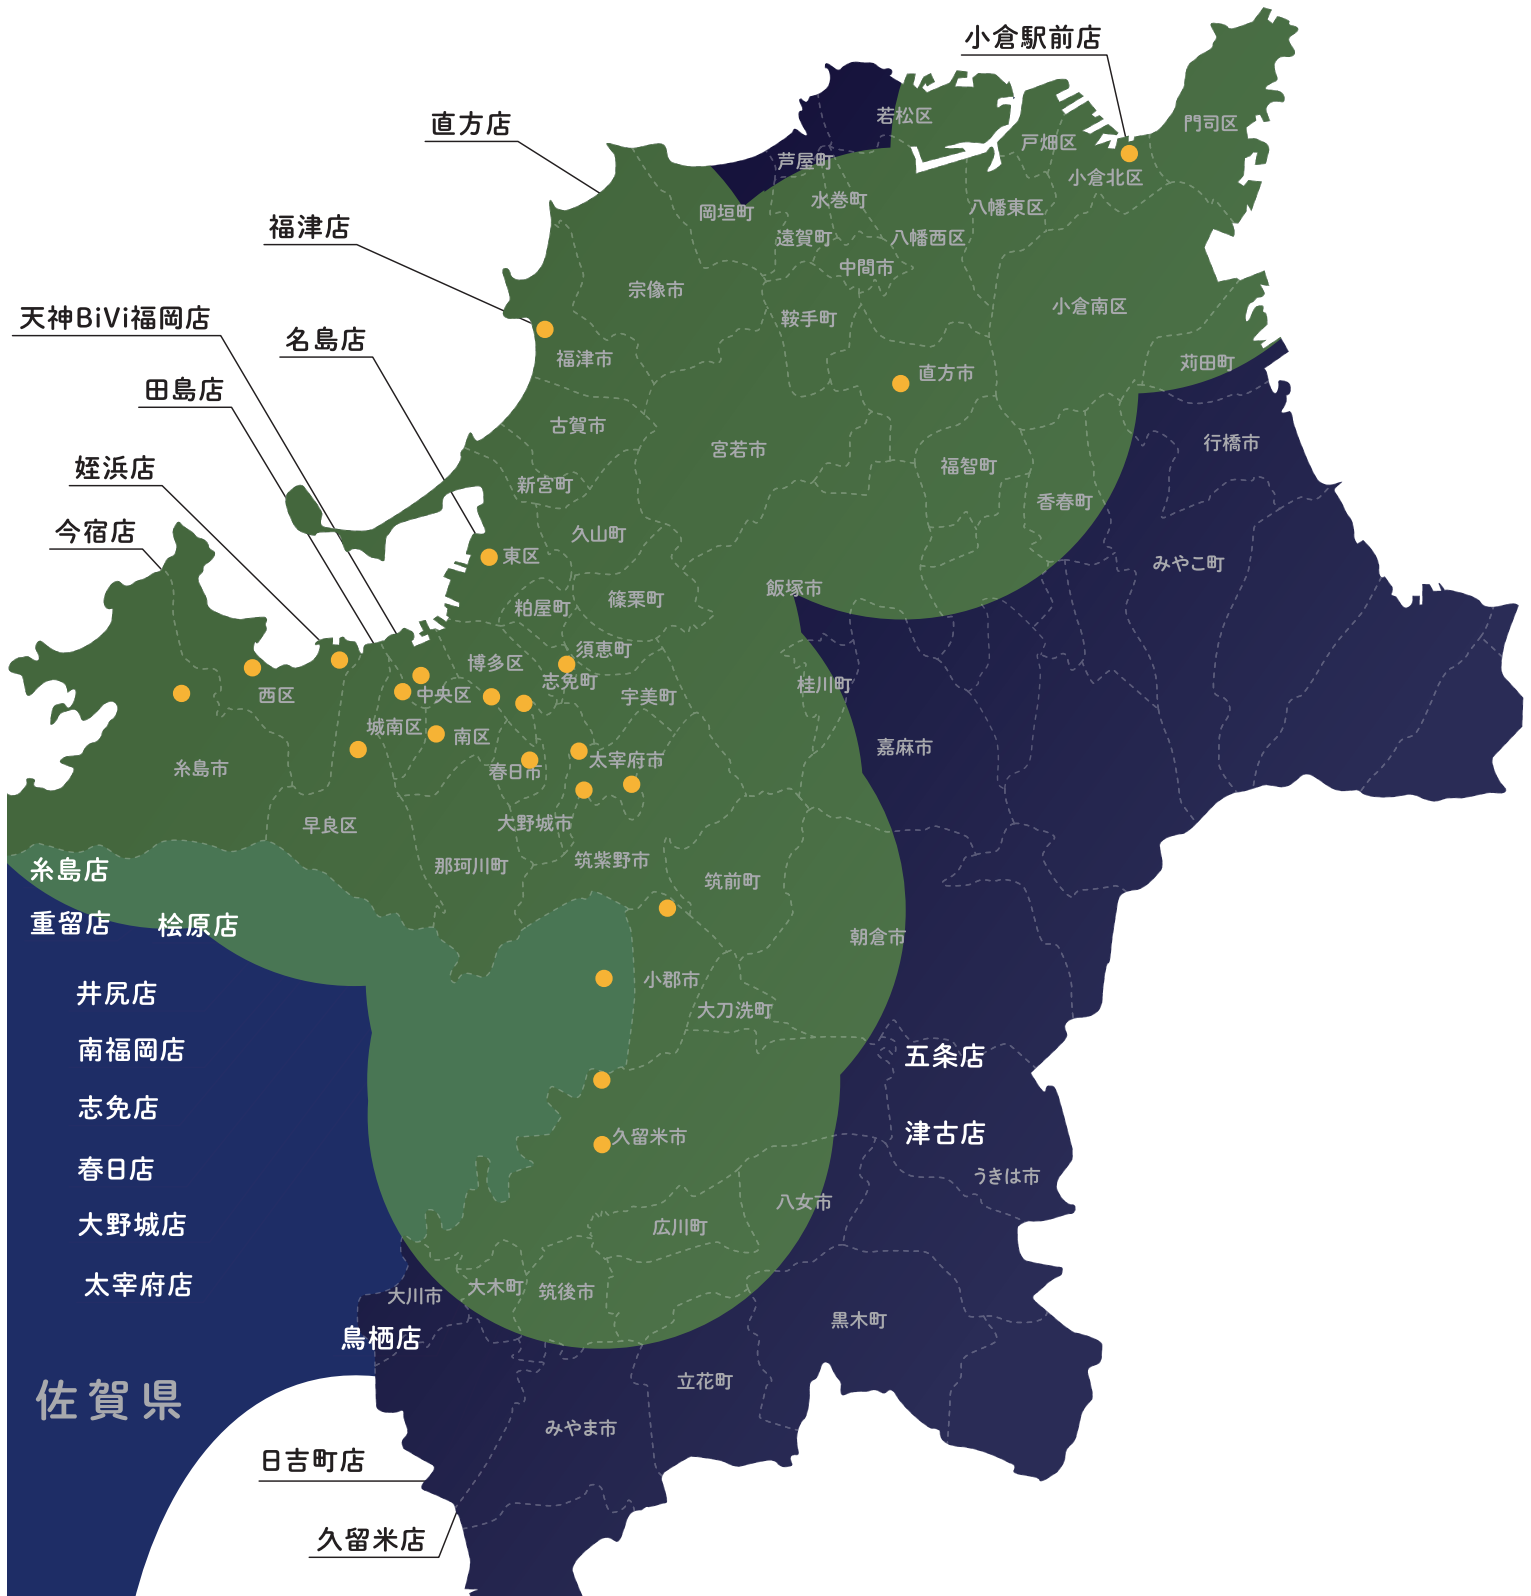 小倉駅前店
直方店
福津店
天神BiVi福岡店
名島店
田島店
姪浜店
今宿店
若松区
門司区
戸畑区
芦屋町
小倉北区
水巻町
岡垣町
八幡東区
遠賀町
八幡西区
中間市
宗像市
小倉南区
鞍手町
福津市
苅田町
直方市
古賀市
行橋市
宮若市
福智町
新宮町
香春町
久山町
東区
みやこ町
飯塚市
篠栗町
粕屋町
須恵町
博多区
志免町
桂川町
西区
中央区
宇美町
城南区
南区
嘉麻市
太宰府市
糸島市
春日市
早良区
大野城市
筑紫野市
那珂川町
筑前町
糸島店
重留店
桧原店
朝倉市
小郡市
井尻店
大刀洗町
南福岡店
五条店
志免店
津古店
久留米市
春日店
うきは市
八女市
大野城店
広川町
太宰府店
大木町
筑後市
大川市
黒木町
鳥栖店
立花町
佐賀県
みやま市
日吉町店
久留米店